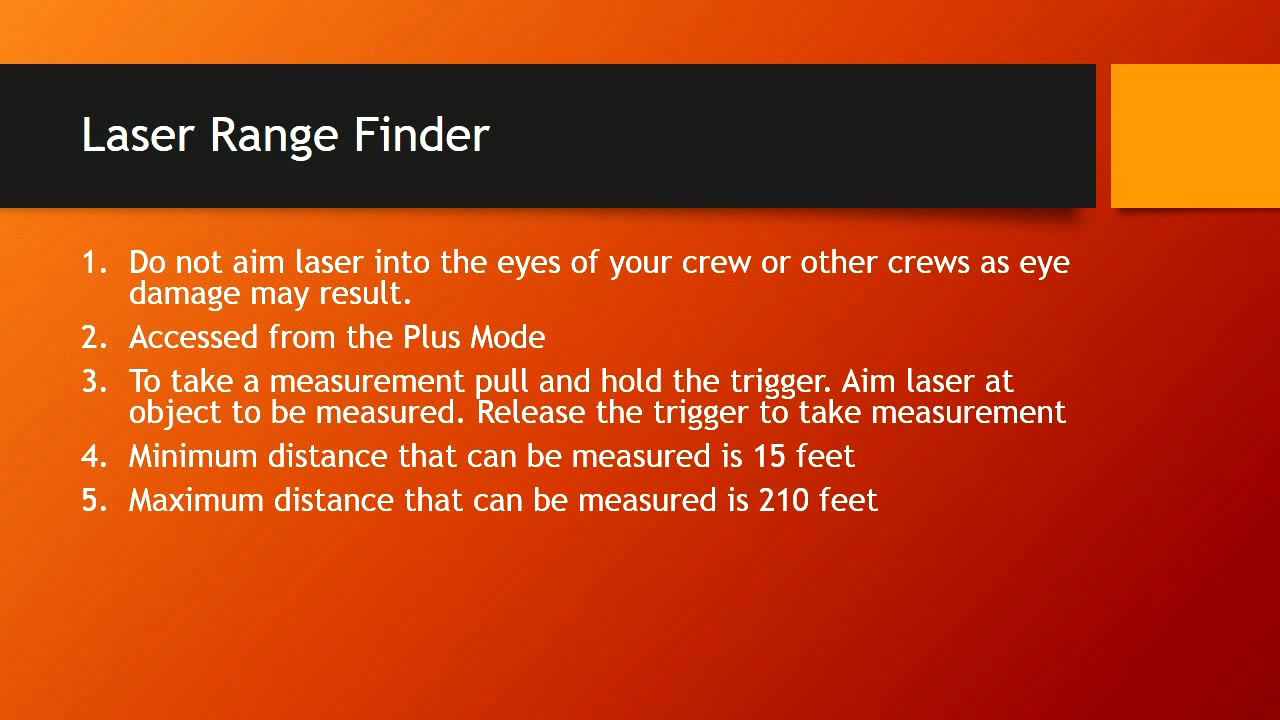 Laser Range Finder
1. Do not aim laser into the eyes of your crew or other crews as eye
damage may result.
2. Accessed from the Plus Mode
3. To take a measurement pull and hold the trigger. Aim laser at
object to be measured. Release the trigger to take measurement
4. Minimum distance that can be measured is 15 feet
5. Maximum distance that can be measured is 210 feet